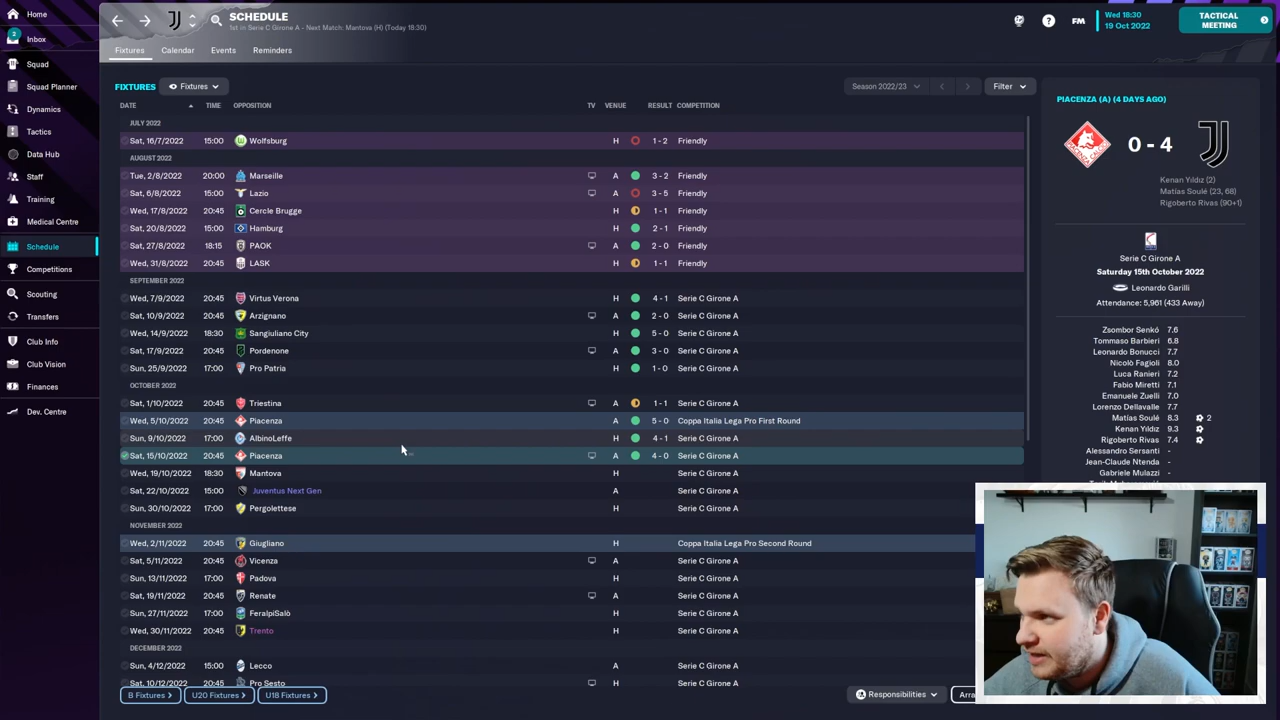 SCHEDULE
1st in Serie C Girone A - Next Match: Mantova (H) (Today 18:30)
FM
Wed 18:30
19 Oct 2022
TACTICAL MEETING
Home
2
Inbox
Squad
Squad Planner
Dynamics
Tactics
Data Hub
Staff
Training
Medical Centre
Schedule
Competitions
Scouting
Transfers
Club Info
Club Vision
Finances
Dev. Centre
Fixtures Calendar Events Reminders
FIXTURES Fixtures Season 2022/23 Filter
DATE TIME OPPOSITION TV VENUE RESULT COMPETITION
JULY 2022
Sat, 16/7/2022 15:00 Wolfsburg H 1 - 2 Friendly
AUGUST 2022
Tue, 2/8/2022 20:00 Marseille A 3 - 2 Friendly
Sat, 6/8/2022 15:00 Lazio A 3 - 5 Friendly
Wed, 17/8/2022 20:45 Cercle Brugge H 1 - 1 Friendly
Sat, 20/8/2022 15:00 Hamburg H 2 - 1 Friendly
Sat, 27/8/2022 18:15 PAOK A 2 - 0 Friendly
Wed, 31/8/2022 20:45 LASK H 1 - 1 Friendly
SEPTEMBER 2022
Wed, 7/9/2022 20:45 Virtus Verona H 4 - 1 Serie C Girone A
Sat, 10/9/2022 20:45 Arzignano A 2 - 0 Serie C Girone A
Wed, 14/9/2022 18:30 Sangiuliano City H 5 - 0 Serie C Girone A
Sat, 17/9/2022 20:45 Pordenone A 3 - 0 Serie C Girone A
Sun, 25/9/2022 17:00 Pro Patria H 1 - 0 Serie C Girone A
OCTOBER 2022
Sat, 1/10/2022 20:45 Triestina A 1 - 1 Serie C Girone A
Wed, 5/10/2022 20:45 Piacenza A 5 - 0 Coppa Italia Lega Pro First Round
Sun, 9/10/2022 17:00 AlbinoLeffe H 4 - 1 Serie C Girone A
Sat, 15/10/2022 20:45 Piacenza A 4 - 0 Serie C Girone A
Wed, 19/10/2022 18:30 Mantova H Serie C Girone A
Sat, 22/10/2022 15:00 Juventus Next Gen A Serie C Girone A
Sun, 30/10/2022 17:00 Pergolettese H Serie C Girone A
NOVEMBER 2022
Wed, 2/11/2022 20:45 Giugliano H Coppa Italia Lega Pro Second Round
Sat, 5/11/2022 20:45 Vicenza A Serie C Girone A
Sun, 13/11/2022 17:00 Padova H Serie C Girone A
Sat, 19/11/2022 20:45 Renate A Serie C Girone A
Sun, 27/11/2022 17:00 FeralpiSalò H Serie C Girone A
Wed, 30/11/2022 20:45 Trento H Serie C Girone A
DECEMBER 2022
Sun, 4/12/2022 15:00 Lecco A Serie C Girone A
Sat, 10/12/2022 20:45 Pro Sesto H Serie C Girone A
B Fixtures U20 Fixtures U18 Fixtures Responsibilities
PIACENZA (A) (4 DAYS AGO)
0 - 4
Kenan Yıldız (2)
Matías Soulé (23, 68)
Rigoberto Rivas (90+1)
Serie C Girone A
Saturday 15th October 2022
Leonardo Garilli
Attendance: 5,961 (433 Away)
Zsombor Senkó 7.6
Tommaso Barbieri 6.8
Leonardo Bonucci 7.7
Nicolò Fagioli 8.0
Luca Ranieri 7.2
Fabio Miretti 7.1
Emanuele Zuelli 7.0
Lorenzo Dellavalle 7.7
Matías Soulé 8.3 2
Kenan Yıldız 9.3
Rigoberto Rivas 7.4
Alessandro Sersanti -
Jean-Claude Ntenda -
Gabriele Mulazzi -